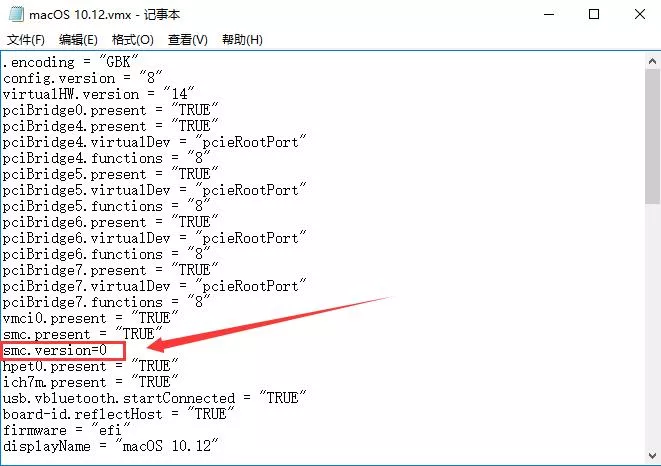 macOS 10.12.vmx - 记事本
文件(F) 编辑(E) 格式(O) 查看(V) 帮助(H)
.encoding = "GBK"
config.version = "8"
virtualHW.version = "14"
pciBridge0.present = "TRUE"
pciBridge4.present = "TRUE"
pciBridge4.virtualDev = "pcieRootPort"
pciBridge4.functions = "8"
pciBridge5.present = "TRUE"
pciBridge5.virtualDev = "pcieRootPort"
pciBridge5.functions = "8"
pciBridge6.present = "TRUE"
pciBridge6.virtualDev = "pcieRootPort"
pciBridge6.functions = "8"
pciBridge7.present = "TRUE"
pciBridge7.virtualDev = "pcieRootPort"
pciBridge7.functions = "8"
vmci0.present = "TRUE"
smc.present = "TRUE"
smc.version=0
hpet0.present = "TRUE"
ich7m.present = "TRUE"
usb.vbluetooth.startConnected = "TRUE"
board-id.reflectHost = "TRUE"
firmware = "efi"
displayName = "macOS 10.12"